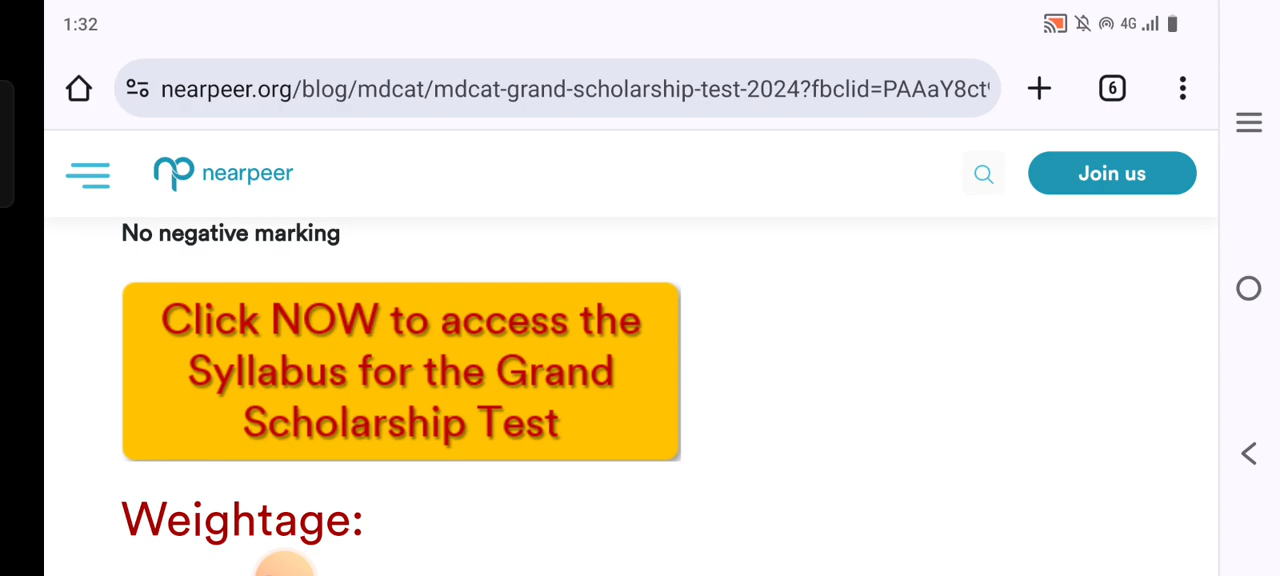 1:32
4G
nearpeer.org/blog/mdcat/mdcat-grand-scholarship-test-2024?fbclid=PAAaY8ct
6
nearpeer
Join us
No negative marking
Click NOW to access the
Syllabus for the Grand
Scholarship Test
Weightage: